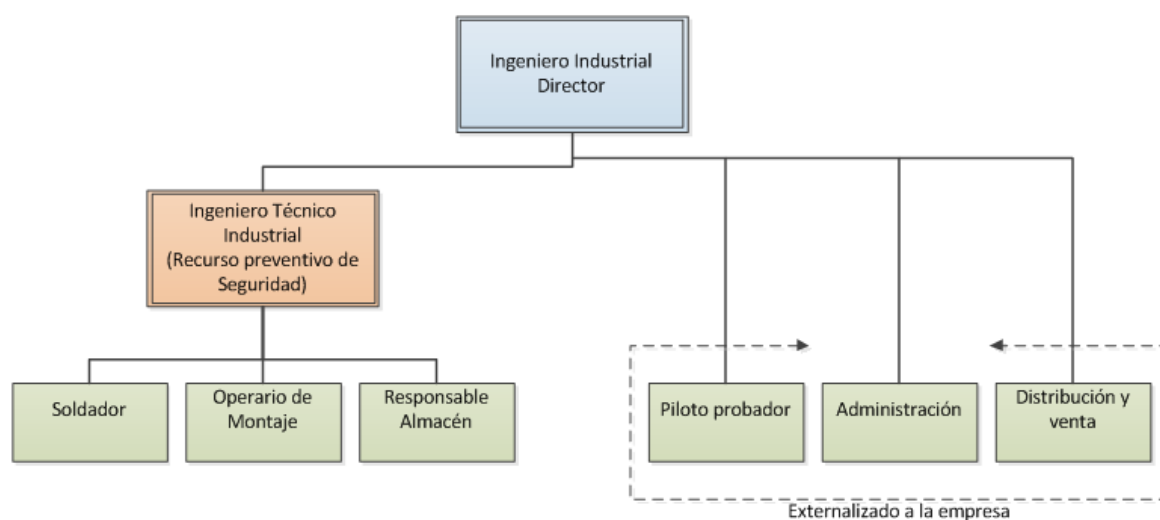 Ingeniero Industrial
Director
Ingeniero Técnico
Industrial
(Recurso preventivo de
Seguridad)
Soldador
Operario de
Montaje
Responsable
Almacén
Piloto probador
Administración
Distribución y
venta
Externalizado a la empresa